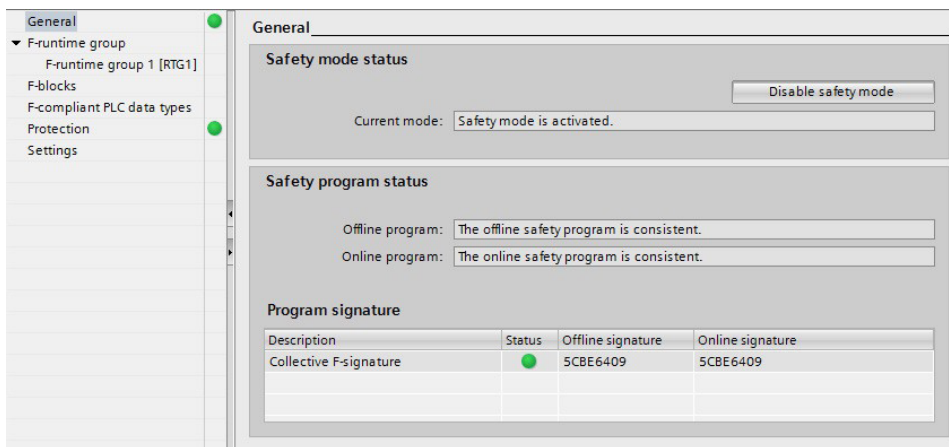 General
F-runtime group
F-runtime group 1 [RTG1]
F-blocks
F-compliant PLC data types
Protection
Settings
General
Safety mode status
Disable safety mode
Current mode: Safety mode is activated.
Safety program status
Offline program: The offline safety program is consistent.
Online program: The online safety program is consistent.
Program signature
Description Status Offline signature Online signature
Collective F-signature 5CBE6409 5CBE6409